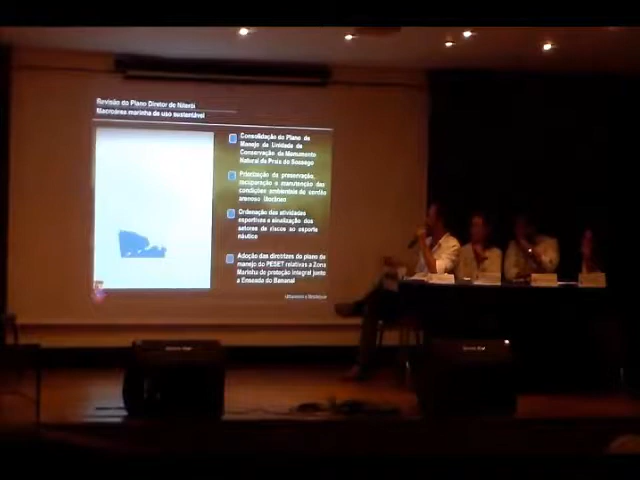 Revisão do Plano Diretor de Niterói
Macroárea marinha de uso sustentável
Consolidação do Plano de
Manejo da Unidade de
Conservação do Monumento
Natural da Praia do Sossego
Priorização da preservação,
recuperação e manutenção das
condições ambientais do cordão
arenoso litorâneo
Ordenação das atividades
esportivas e sinalização dos
setores de riscos ao esporte
náutico
Adoção das diretrizes do plano de
manejo do PESET relativas a Zona
Marinha de proteção integral junto
a Enseada do Bananal